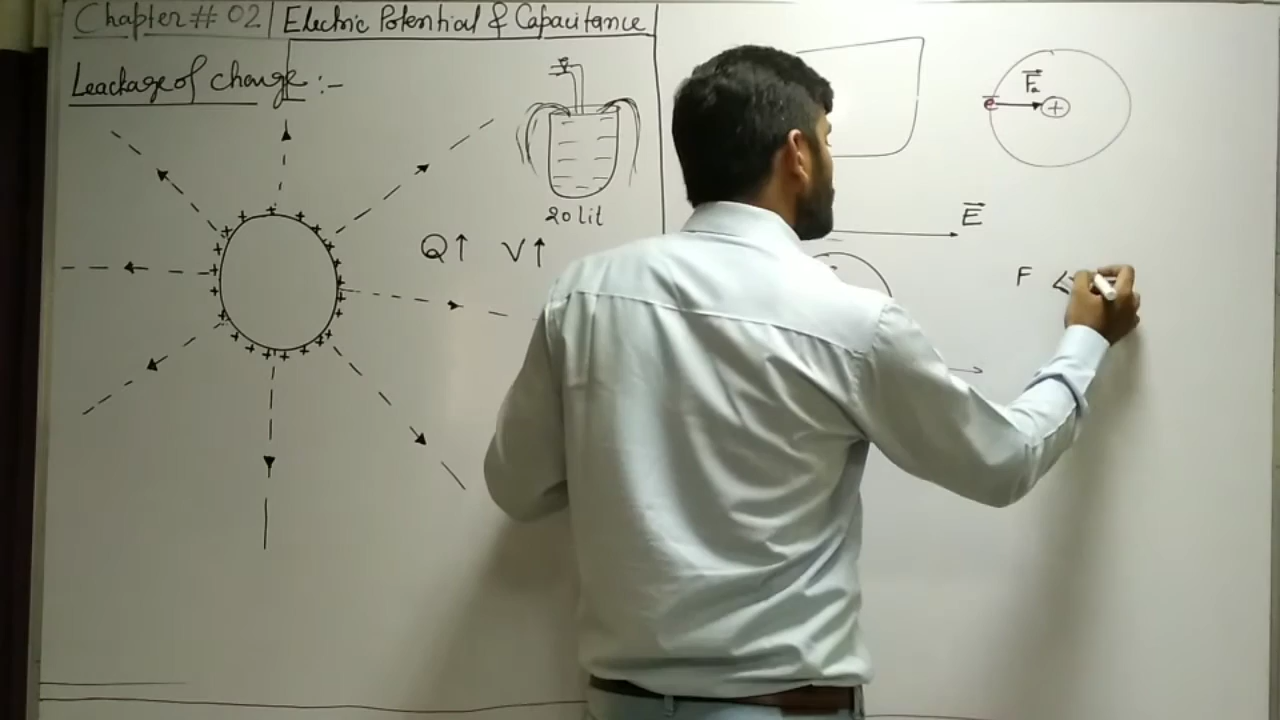 Chapter # 02 | Electric Potential & Capacitance
Leackage of charge :-
20 lit
Q↑ V↑
F⃗a
e⁻ +
E⃗
F <